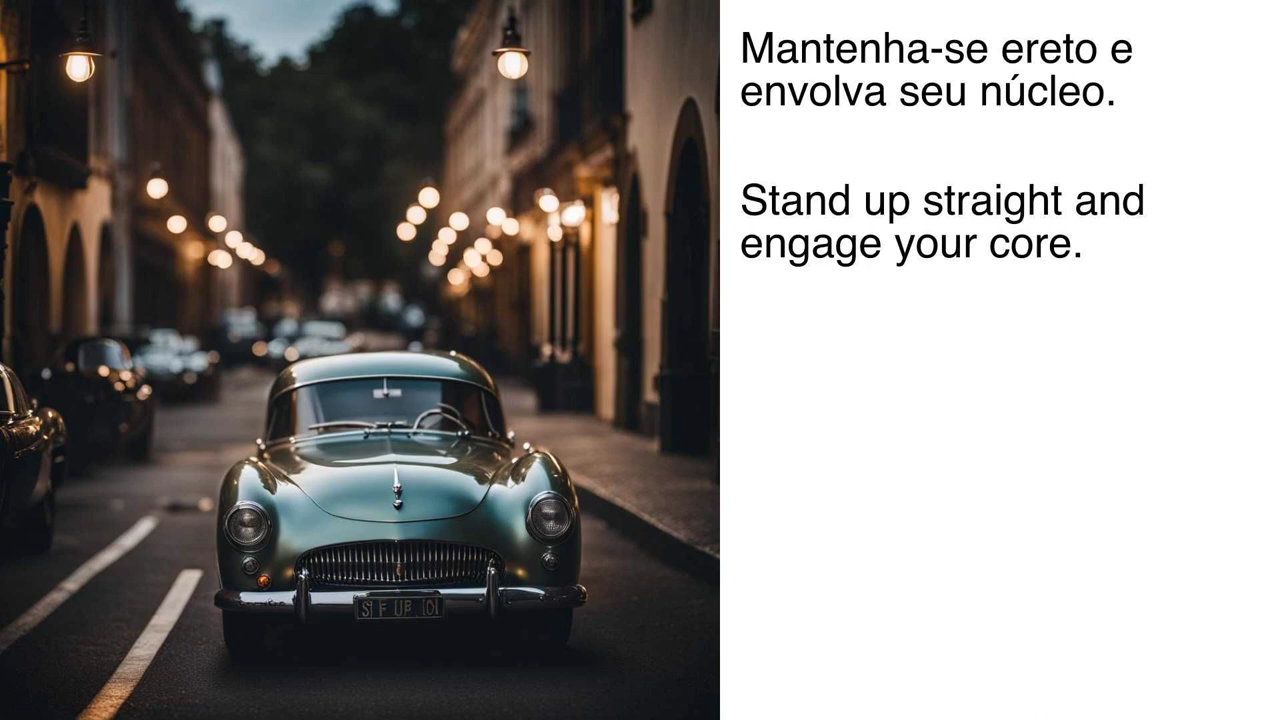 Mantenha-se ereto e
envolva seu núcleo.
Stand up straight and
engage your core.